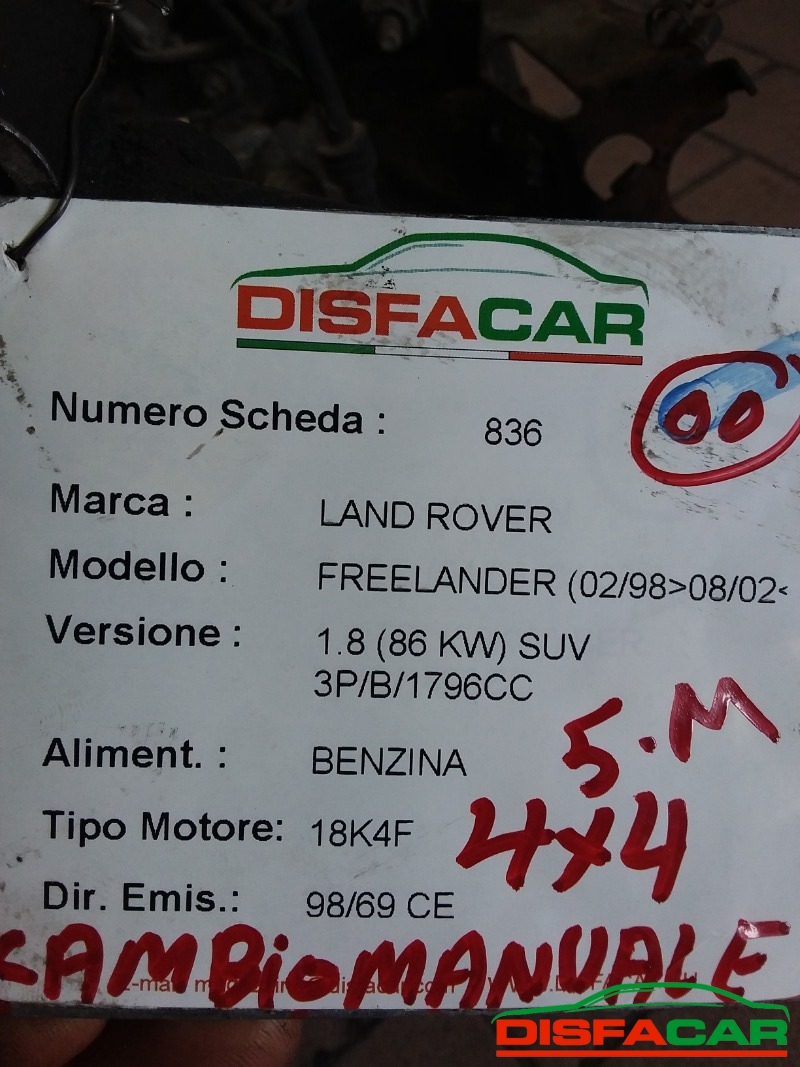 DISFACAR
00
Numero Scheda : 836
Marca : LAND ROVER
Modello : FREELANDER (02/98>08/02<
Versione : 1.8 (86 KW) SUV
3P/B/1796CC
5.M
Aliment. : BENZINA
4x4
Tipo Motore: 18K4F
Dir. Emis.: 98/69 CE
CAMBiOMANUALE
DISFACAR